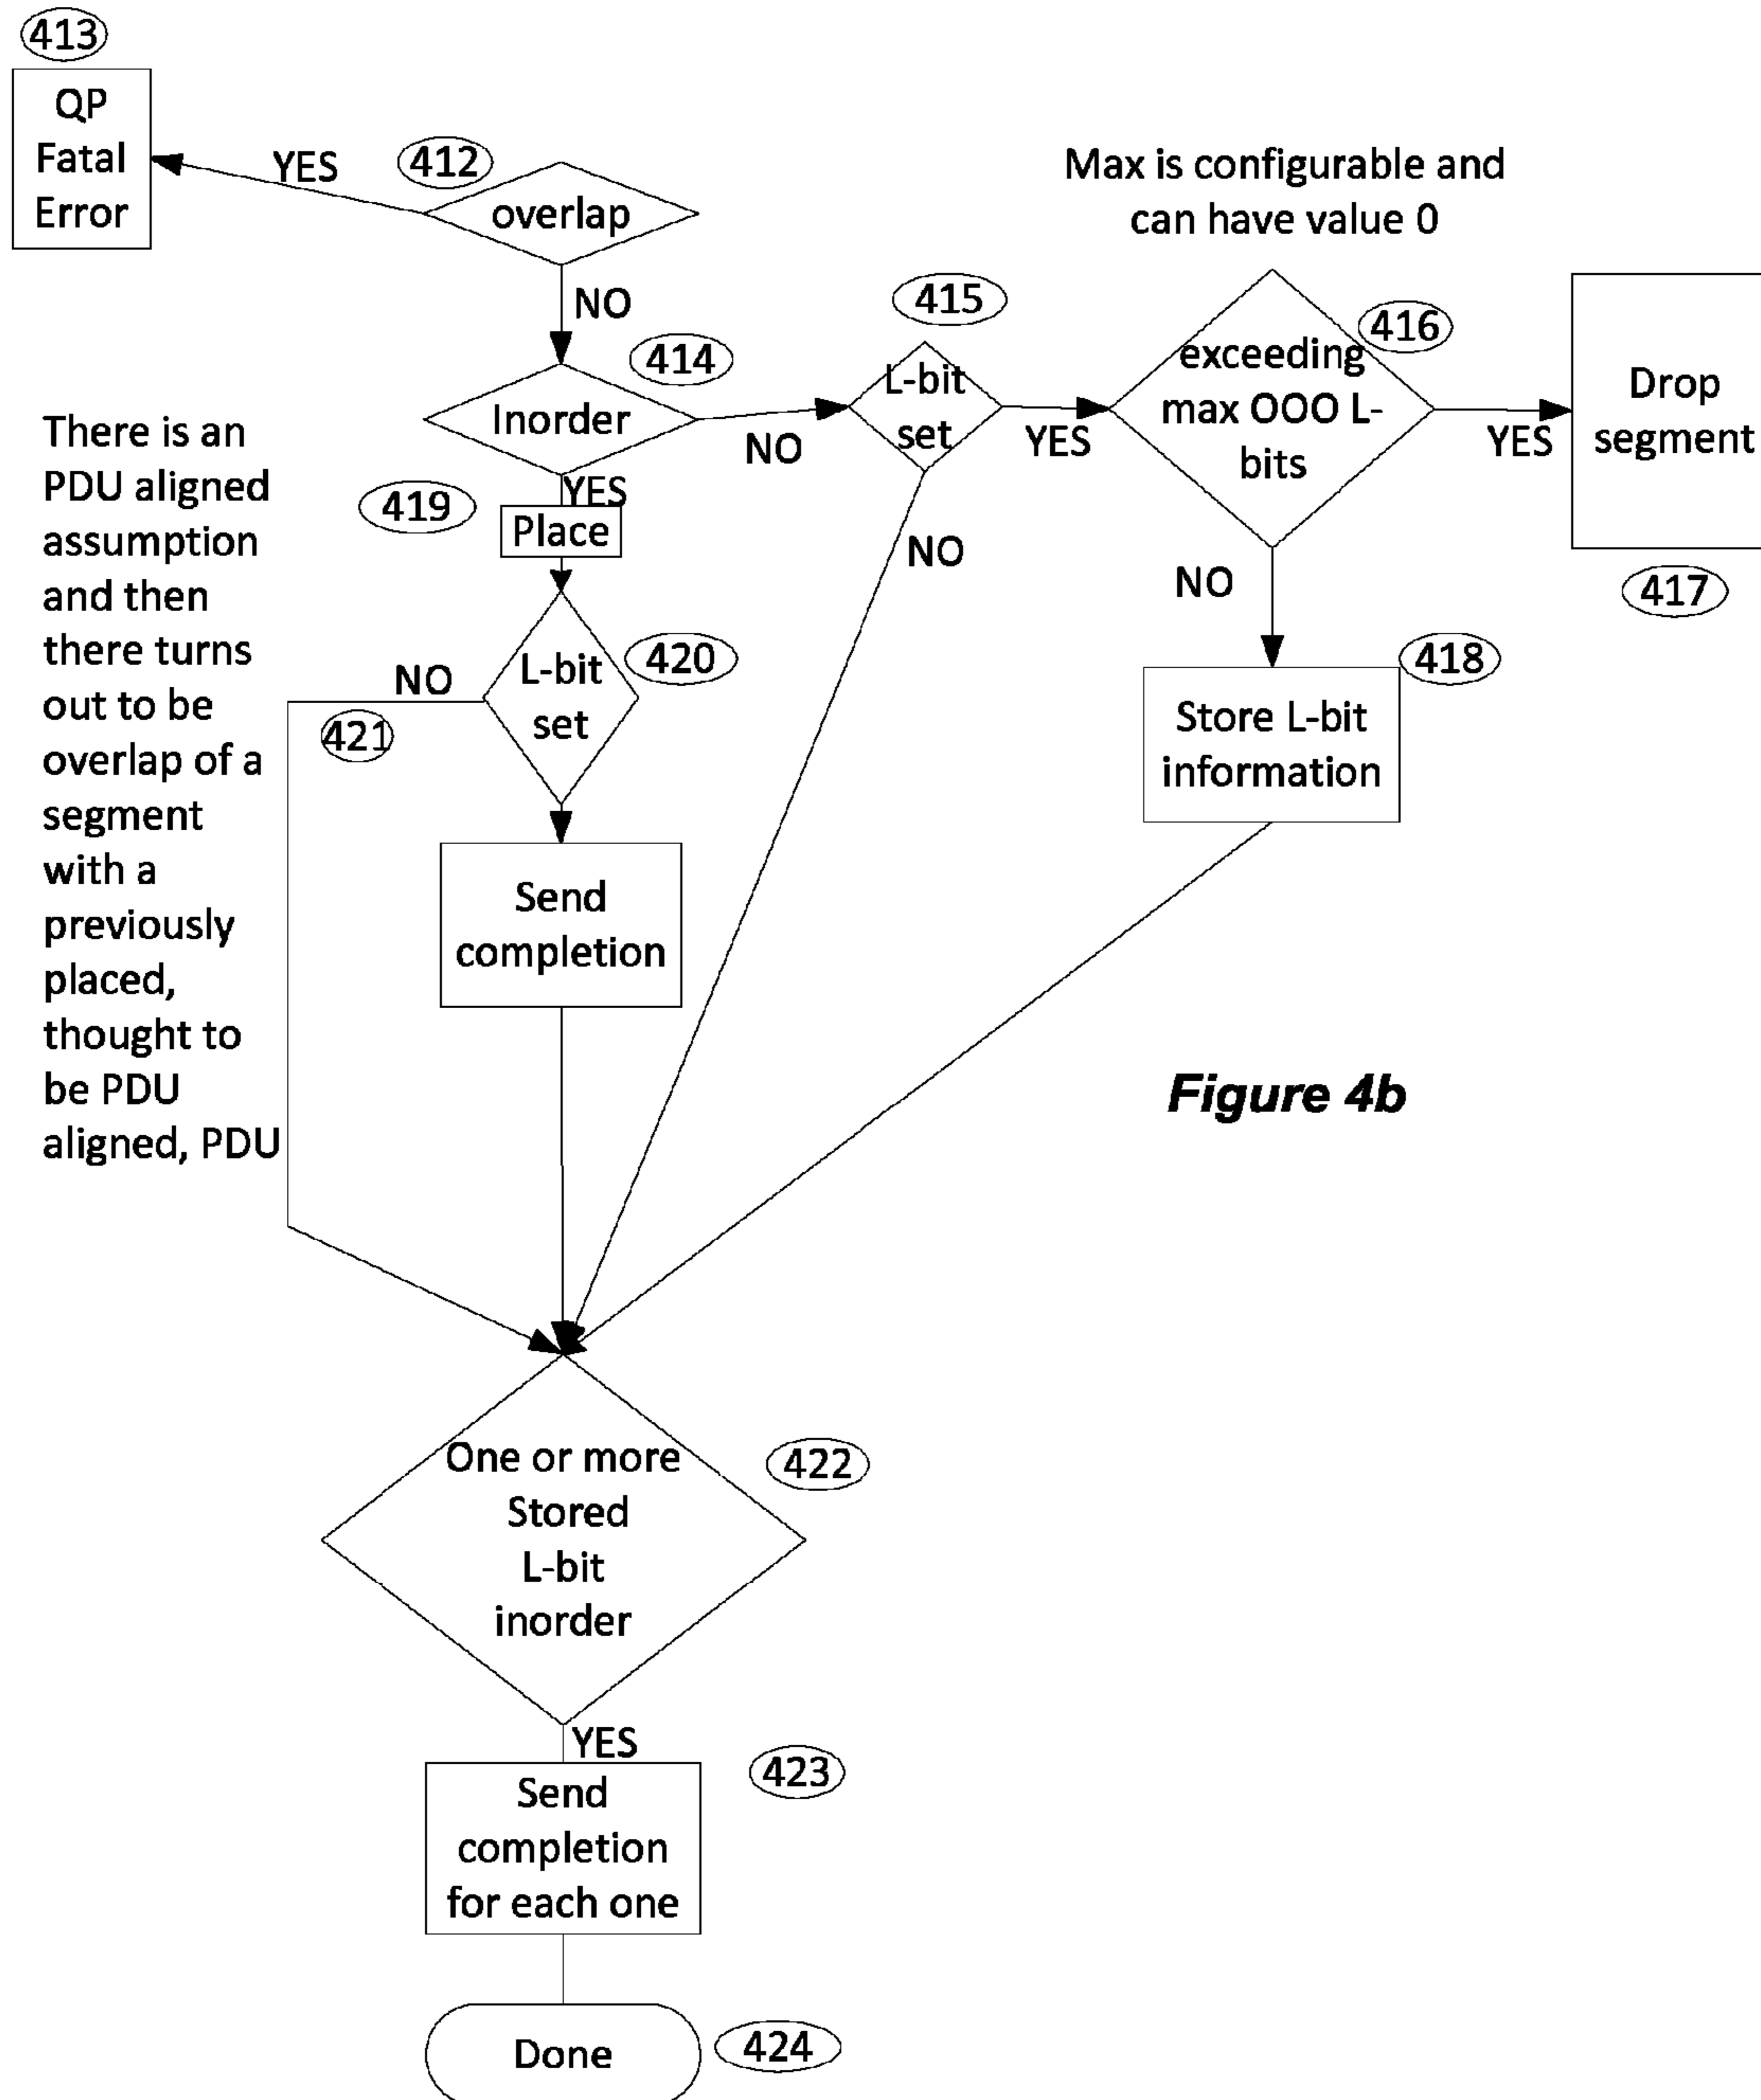 413
QP
Fatal
Error
YES
412
overlap
NO
Max is configurable and
can have value 0
414
Inorder
NO
415
L-bit
set
YES
416
exceeding
max OOO L-
bits
YES
Drop
segment
417
NO
NO
418
Store L-bit
information
There is an
PDU aligned
assumption
and then
there turns
out to be
overlap of a
segment
with a
previously
placed,
thought to
be PDU
aligned, PDU
419
YES
Place
420
L-bit
set
NO
421
Send
completion
Figure 4b
One or more
Stored
L-bit
inorder
422
YES
423
Send
completion
for each one
Done
424